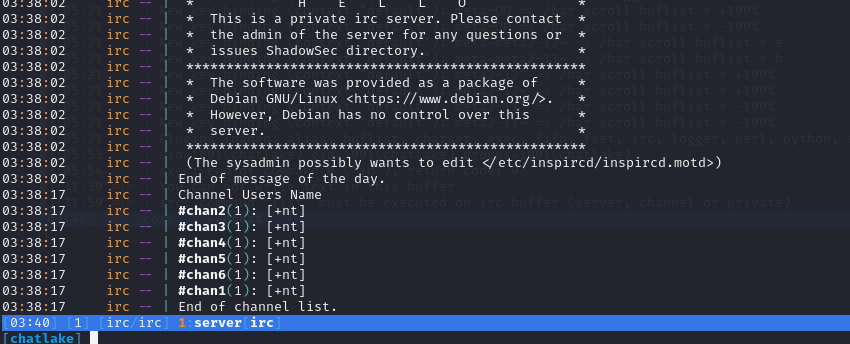 03:38:02 irc -- | * H E L L O *
03:38:02 irc -- | * This is a private irc server. Please contact *
03:38:02 irc -- | * the admin of the server for any questions or *
03:38:02 irc -- | * issues ShadowSec directory. *
03:38:02 irc -- | **************************************************
03:38:02 irc -- | * The software was provided as a package of *
03:38:02 irc -- | * Debian GNU/Linux <https://www.debian.org/>. *
03:38:02 irc -- | * However, Debian has no control over this *
03:38:02 irc -- | * server. *
03:38:02 irc -- | **************************************************
03:38:02 irc -- | (The sysadmin possibly wants to edit </etc/inspircd/inspircd.motd>)
03:38:02 irc -- | End of message of the day.
03:38:17 irc -- | Channel Users Name
03:38:17 irc -- | #chan2(1): [+nt]
03:38:17 irc -- | #chan3(1): [+nt]
03:38:17 irc -- | #chan4(1): [+nt]
03:38:17 irc -- | #chan5(1): [+nt]
03:38:17 irc -- | #chan6(1): [+nt]
03:38:17 irc -- | #chan1(1): [+nt]
03:38:17 irc -- | End of channel list.
[03:40] [1] [irc/irc] 1:server[irc]
[chatlake]